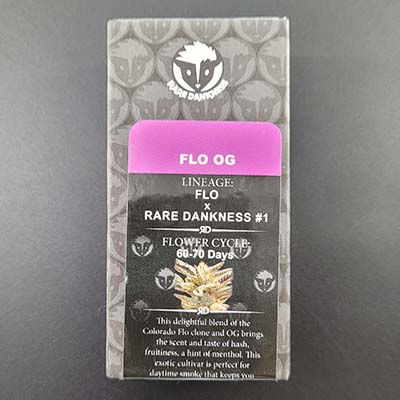 RARE DANKNESS
FLO OG
LINEAGE:
FLO
x
RARE DANKNESS #1
RD
FLOWER CYCLE:
60-70 Days
RD
This delightful blend of the
Colorado Flo clone and OG brings
the scent and taste of hash,
fruitiness, a hint of menthol. This
exotic cultivar is perfect for
daytime smoke that keeps you